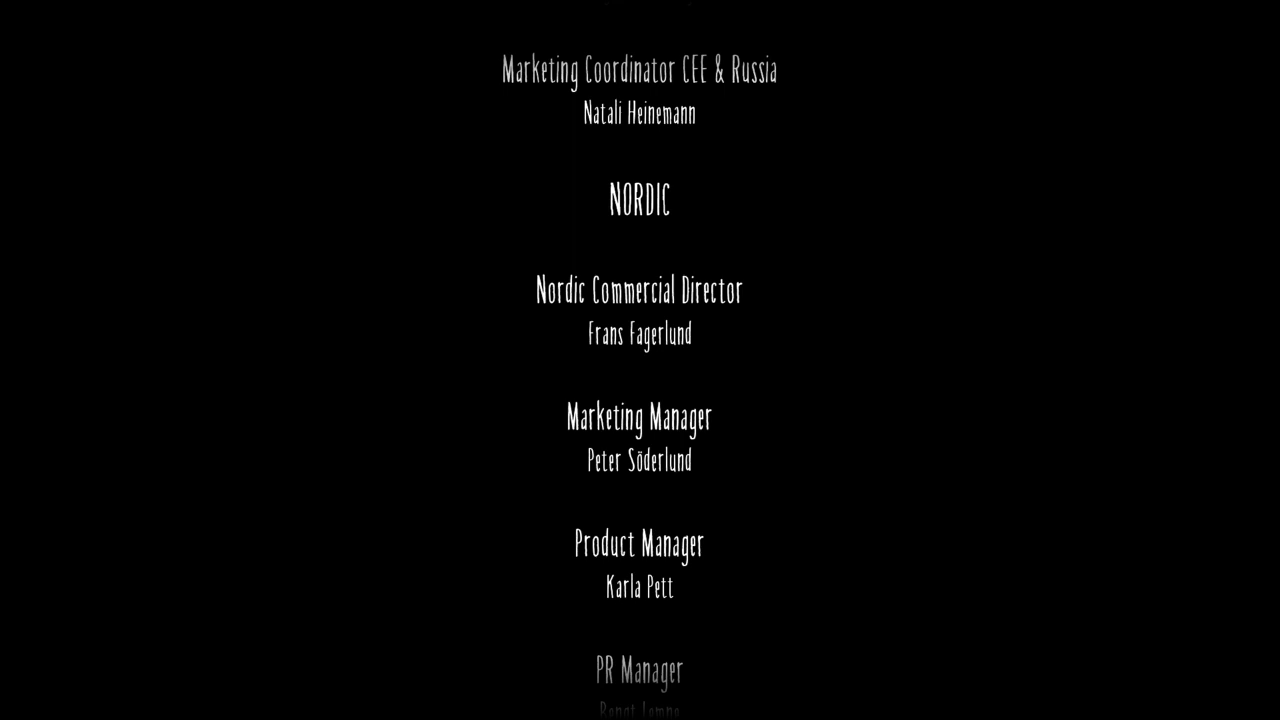 Marketing Coordinator CEE & Russia
Natali Heinemann
NORDIC
Nordic Commercial Director
Frans Fagerlund
Marketing Manager
Peter Söderlund
Product Manager
Karla Pett
PR Manager